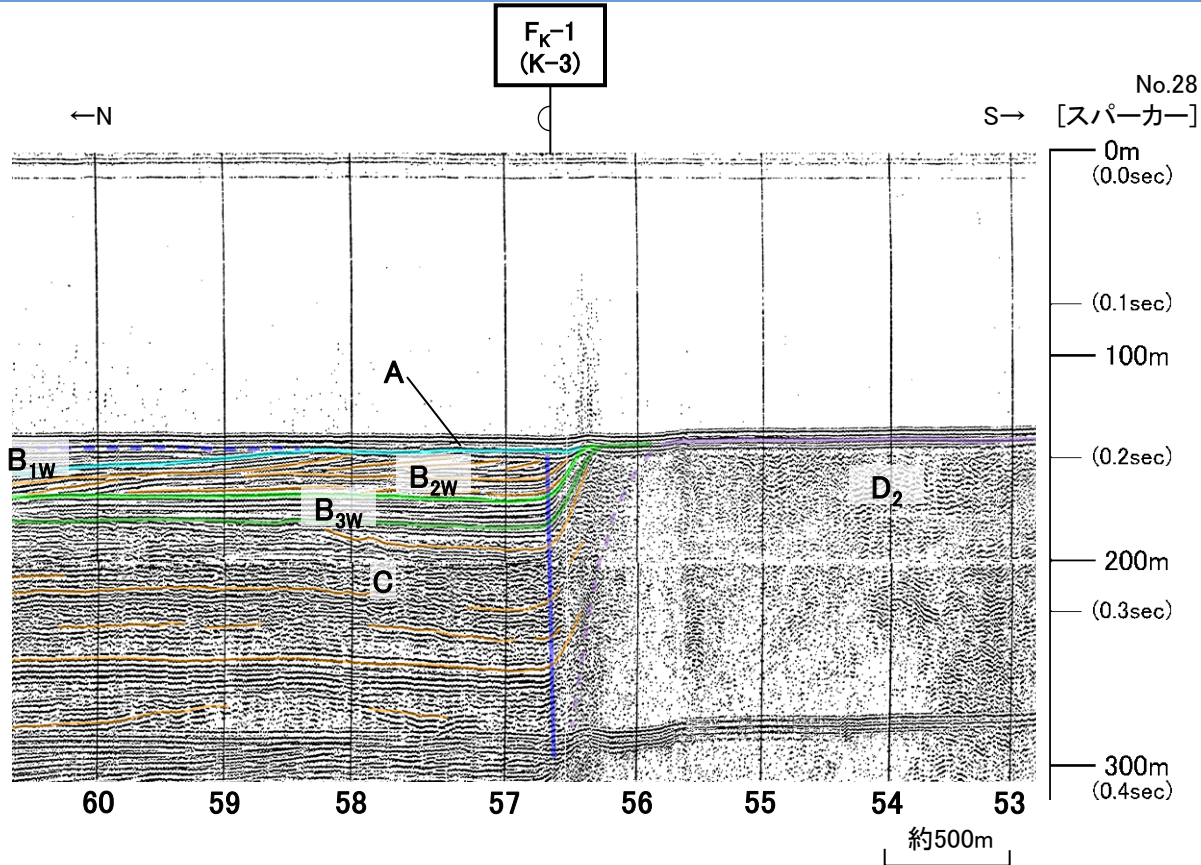 F_K-1
(K-3)
←N
S→
No.28
[スパーカー]
0m
(0.0sec)
(0.1sec)
100m
A
B_1W
B_2W
(0.2sec)
D_2
B_3W
200m
C
(0.3sec)
300m
(0.4sec)
60 59 58 57 56 55 54 53
約500m